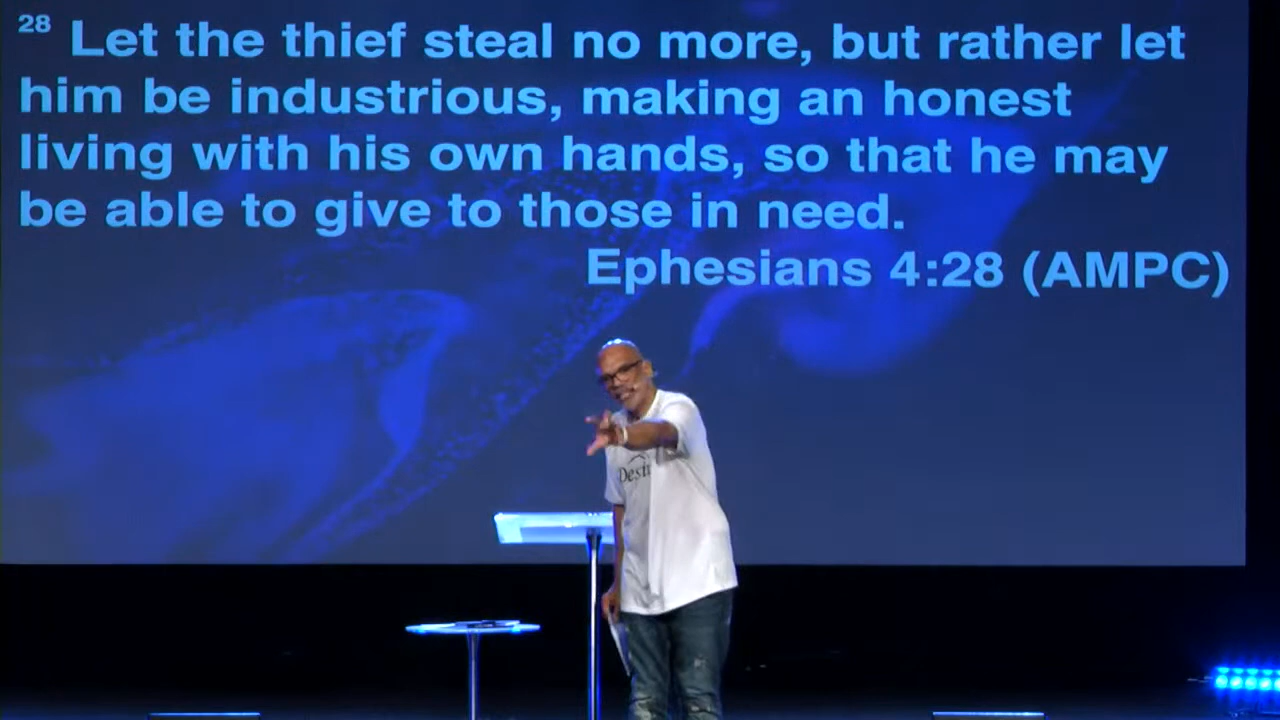 28 Let the thief steal no more, but rather let
him be industrious, making an honest
living with his own hands, so that he may
be able to give to those in need.
Ephesians 4:28 (AMPC)